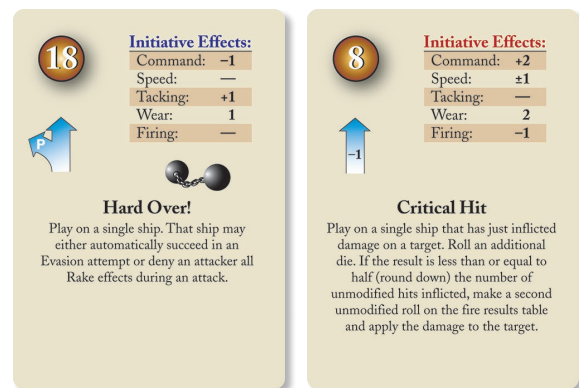 18
Initiative Effects:
Command: −1
Speed: —
Tacking: +1
Wear: 1
Firing: —
P
Hard Over!
Play on a single ship. That ship may
either automatically succeed in an
Evasion attempt or deny an attacker all
Rake effects during an attack.
8
Initiative Effects:
Command: +2
Speed: ±1
Tacking: —
Wear: 2
Firing: −1
−1
Critical Hit
Play on a single ship that has just inflicted
damage on a target. Roll an additional
die. If the result is less than or equal to
half (round down) the number of
unmodified hits inflicted, make a second
unmodified roll on the fire results table
and apply the damage to the target.